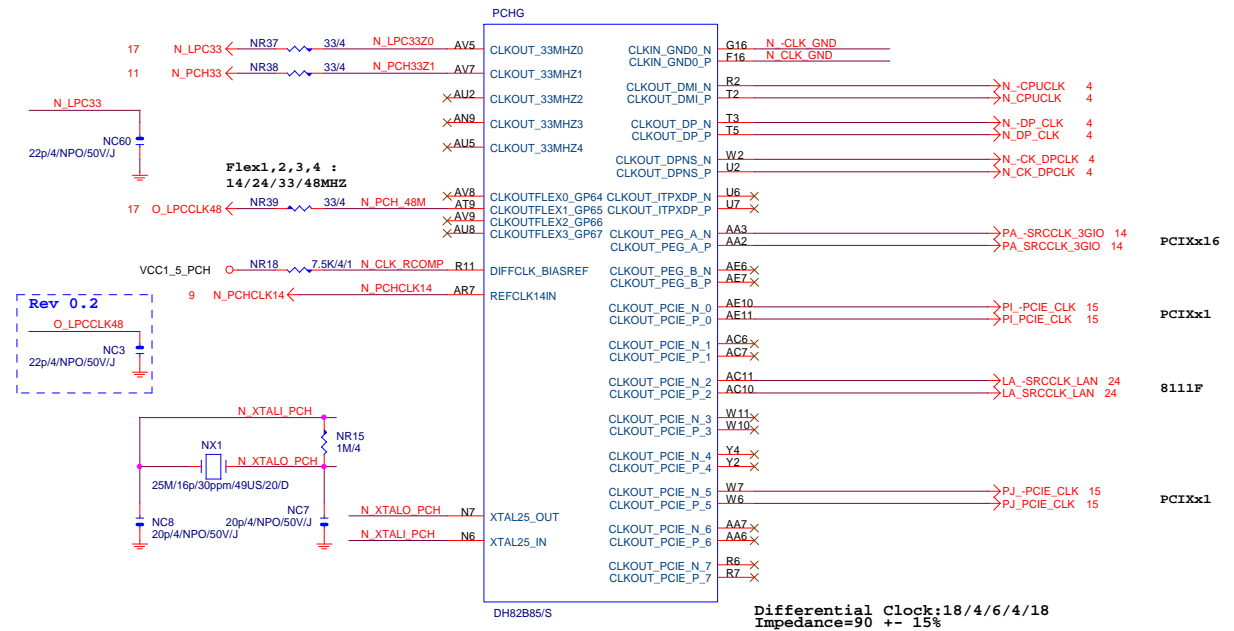 PCHG
17 N_LPC33 NR37 33/4 N_LPC33Z0 AV5 CLKOUT_33MHZ0
11 N_PCH33 NR38 33/4 N_PCH33Z1 AV7 CLKOUT_33MHZ1
AU2 CLKOUT_33MHZ2
AN9 CLKOUT_33MHZ3
AU5 CLKOUT_33MHZ4
N_LPC33
NC60
22p/4/NPO/50V/J
Flex1,2,3,4 :
14/24/33/48MHZ
AV8 CLKOUTFLEX0_GP64
17 O_LPCCLK48 NR39 33/4 N_PCH_48M AT9 CLKOUTFLEX1_GP65
AV9 CLKOUTFLEX2_GP66
AU8 CLKOUTFLEX3_GP67
VCC1_5_PCH NR18 7.5K/4/1 N_CLK_RCOMP R11 DIFFCLK_BIASREF
9 N_PCHCLK14 N_PCHCLK14 AR7 REFCLK14IN
Rev 0.2
O_LPCCLK48
NC3
22p/4/NPO/50V/J
N_XTALI_PCH
NR15
1M/4
NX1
N_XTALO_PCH
25M/16p/30ppm/49US/20/D
NC8
20p/4/NPO/50V/J
NC7
20p/4/NPO/50V/J
N_XTALO_PCH N7 XTAL25_OUT
N_XTALI_PCH N6 XTAL25_IN
CLKIN_GND0_N G16 N_-CLK_GND
CLKIN_GND0_P F16 N_CLK_GND
CLKOUT_DMI_N R2 N_-CPUCLK 4
CLKOUT_DMI_P T2 N_CPUCLK 4
CLKOUT_DP_N T3 N_-DP_CLK 4
CLKOUT_DP_P T5 N_DP_CLK 4
CLKOUT_DPNS_N W2 N_-CK_DPCLK 4
CLKOUT_DPNS_P U2 N_CK_DPCLK 4
CLKOUT_ITPXDP_N U6
CLKOUT_ITPXDP_P U7
CLKOUT_PEG_A_N AA3 PA_-SRCCLK_3GIO 14
CLKOUT_PEG_A_P AA2 PA_SRCCLK_3GIO 14
PCIXx16
CLKOUT_PEG_B_N AE6
CLKOUT_PEG_B_P AE7
CLKOUT_PCIE_N_0 AE10 PI_-PCIE_CLK 15
CLKOUT_PCIE_P_0 AE11 PI_PCIE_CLK 15
PCIXx1
CLKOUT_PCIE_N_1 AC6
CLKOUT_PCIE_P_1 AC7
CLKOUT_PCIE_N_2 AC11 LA_-SRCCLK_LAN 24
CLKOUT_PCIE_P_2 AC10 LA_SRCCLK_LAN 24
8111F
CLKOUT_PCIE_N_3 W11
CLKOUT_PCIE_P_3 W10
CLKOUT_PCIE_N_4 Y4
CLKOUT_PCIE_P_4 Y2
CLKOUT_PCIE_N_5 W7 PJ_-PCIE_CLK 15
CLKOUT_PCIE_P_5 W6 PJ_PCIE_CLK 15
PCIXx1
CLKOUT_PCIE_N_6 AA7
CLKOUT_PCIE_P_6 AA6
CLKOUT_PCIE_N_7 R6
CLKOUT_PCIE_P_7 R7
DH82B85/S
Differential Clock:18/4/6/4/18
Impedance=90 +- 15%